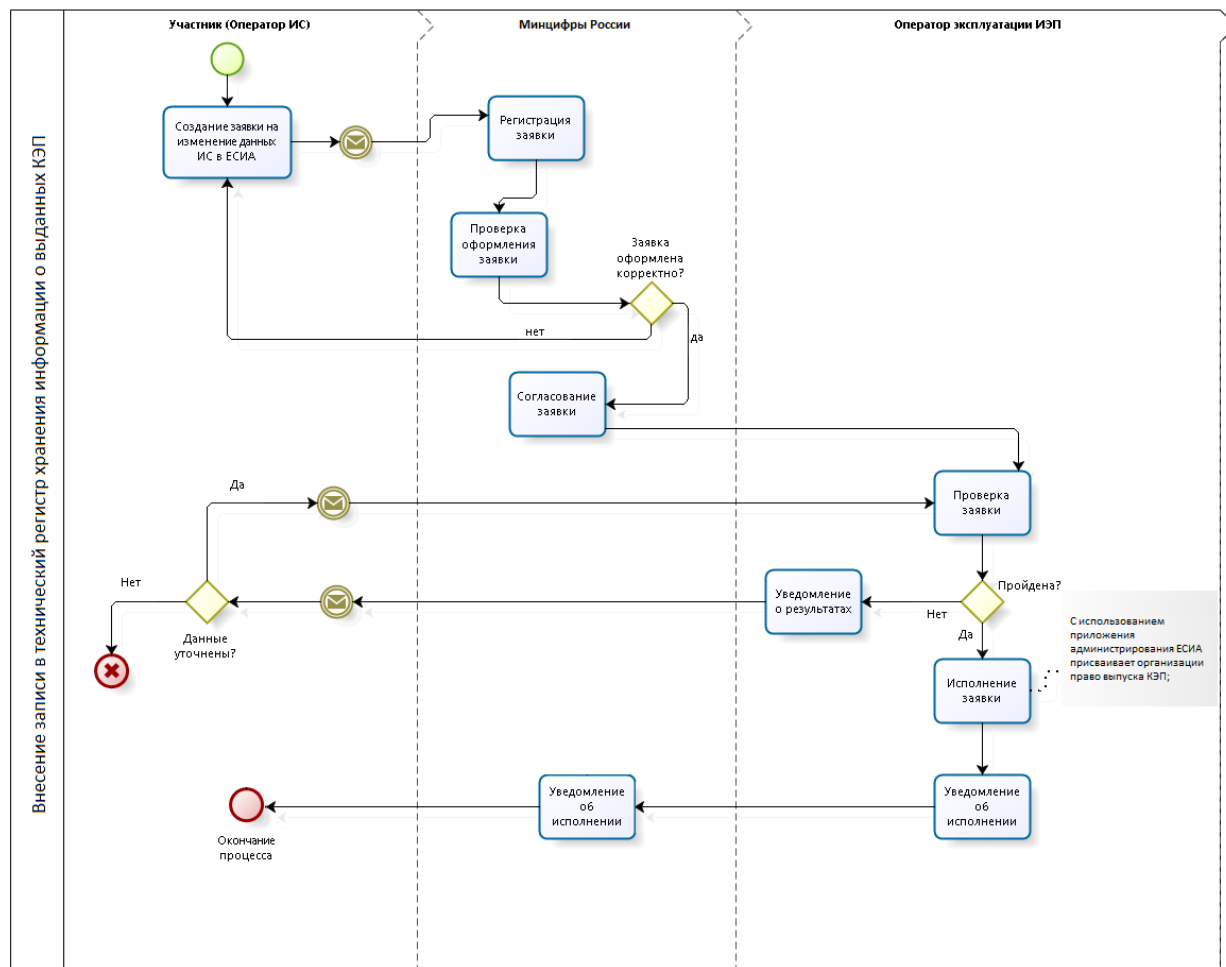 Участник (Оператор ИС)
Минцифры России
Оператор эксплуатации ИЭП
Внесение записи в технический регистр хранения информации о выданных КЭП
Создание заявки на
изменение данных
ИС в ЕСИА
Регистрация
заявки
Проверка
оформления
заявки
Заявка
оформлена
корректно?
нет
да
Согласование
заявки
Да
Проверка
заявки
Нет
Данные
уточнены?
Уведомление
о результатах
Пройдена?
Нет
Да
С использованием
приложения
администрирования ЕСИА
присваивает организации
право выпуска КЭП;
Исполнение
заявки
Окончание
процесса
Уведомление
об
исполнении
Уведомление
об
исполнении